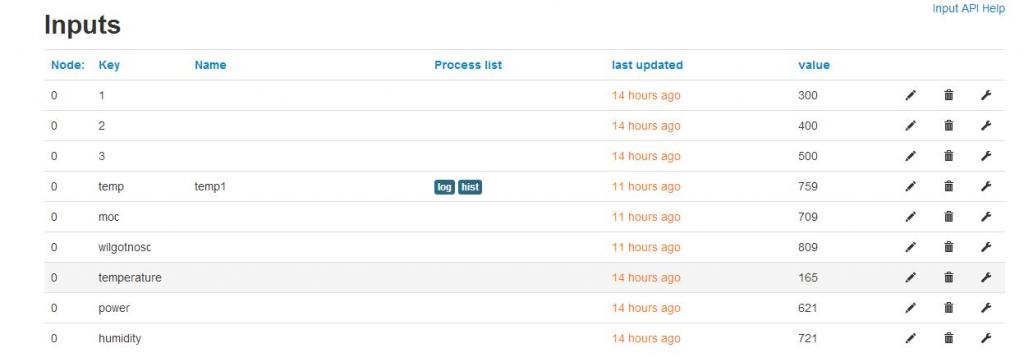 Input API Help
Inputs
Node: Key Name Process list last updated value
0 1 14 hours ago 300
0 2 14 hours ago 400
0 3 14 hours ago 500
0 temp temp1 log hist 11 hours ago 759
0 moc 11 hours ago 709
0 wilgotnosc 11 hours ago 809
0 temperature 14 hours ago 165
0 power 14 hours ago 621
0 humidity 14 hours ago 721